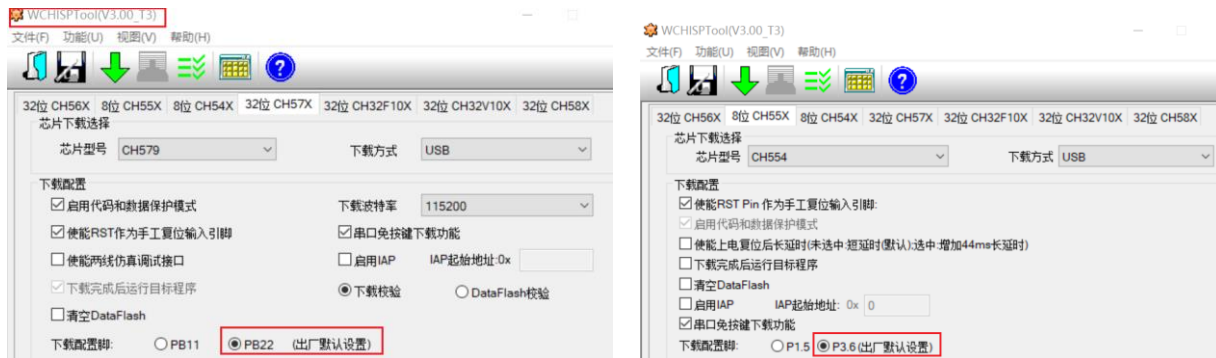 WCHISPTool(V3.00_T3)
文件(F) 功能(U) 视图(V) 帮助(H)
32位 CH56X 8位 CH55X 8位 CH54X 32位 CH57X 32位 CH32F10X 32位 CH32V10X 32位 CH58X
芯片下载选择
芯片型号 CH579 下载方式 USB
下载配置
启用代码和数据保护模式 下载波特率 115200
使能RST作为手工复位输入引脚 串口免按键下载功能
使能两线仿真调试接口 启用IAP IAP起始地址:0x
下载完成后运行目标程序 下载校验 DataFlash校验
清空DataFlash
下载配置脚: PB11 PB22 (出厂默认设置)
WCHISPTool(V3.00_T3)
文件(F) 功能(U) 视图(V) 帮助(H)
32位 CH56X 8位 CH55X 8位 CH54X 32位 CH57X 32位 CH32F10X 32位 CH32V10X 32位 CH58X
芯片下载选择
芯片型号 CH554 下载方式 USB
下载配置
使能RST Pin 作为手工复位输入引脚:
启用代码和数据保护模式
使能上电复位后长延时(未选中:短延时(默认);选中:增加44ms长延时)
下载完成后运行目标程序
清空DataFlash
启用IAP IAP起始地址: 0x 0
串口免按键下载功能
下载配置脚: P1.5 P3.6(出厂默认设置)